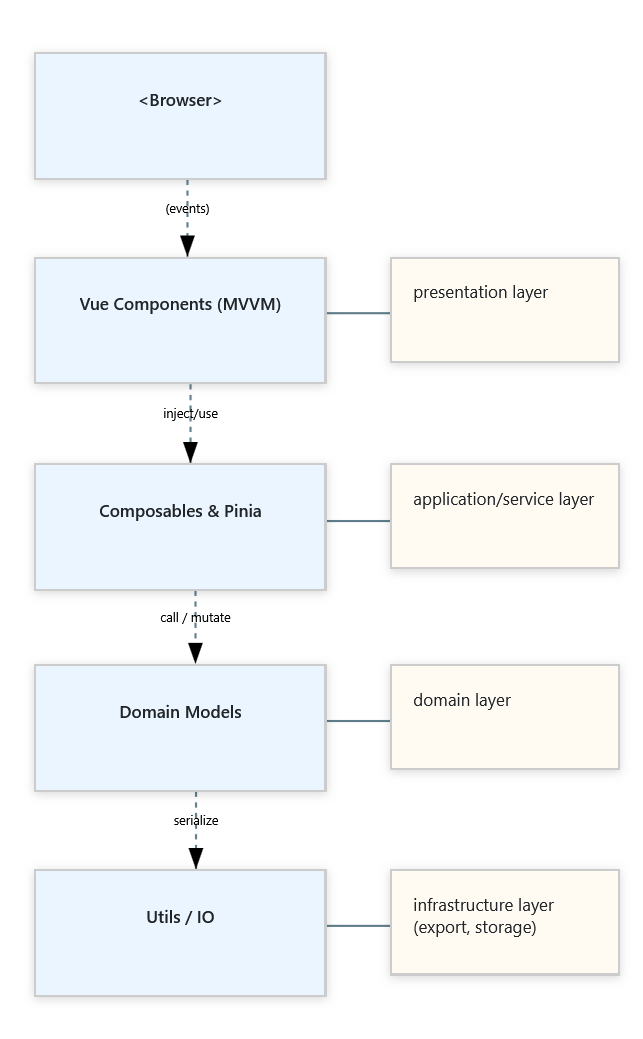 <Browser>
(events)
Vue Components (MVVM)
presentation layer
inject/use
Composables & Pinia
application/service layer
call / mutate
Domain Models
domain layer
serialize
Utils / IO
infrastructure layer
(export, storage)